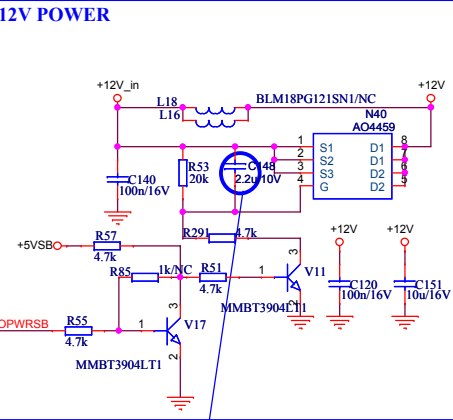 12V POWER
+12V_in
+12V
L18
BLM18PG121SN1/NC
L16
N40
AO4459
1 S1 D1 8
2 S2 D1 7
3 S3 D2 6
4 G D2 5
R53
20k
C148
2.2u/10V
C140
100n/16V
R291 4.7k
+5VSB
R57
4.7k
+12V
+12V
R85 1k/NC
R51
4.7k
1
3
2
V11
MMBT3904LT1
C120
100n/16V
C151
10u/16V
OPWRSB
R55
4.7k
1
3
2
V17
MMBT3904LT1